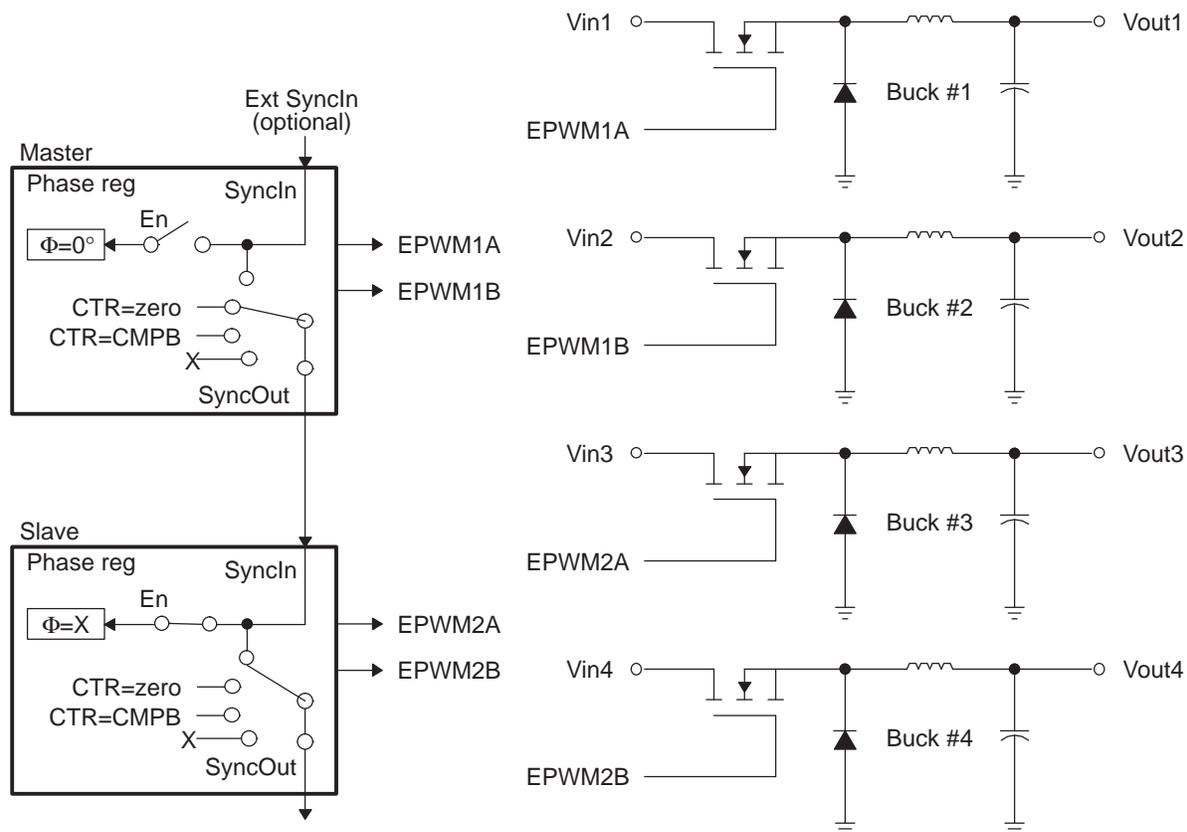 Ext SyncIn
(optional)
Master
Phase reg
SyncIn
En
Φ=0°
EPWM1A
EPWM1B
CTR=zero
CTR=CMPB
X
SyncOut
Slave
Phase reg
SyncIn
En
Φ=X
EPWM2A
EPWM2B
CTR=zero
CTR=CMPB
X
SyncOut
Vin1
Vout1
Buck #1
EPWM1A
Vin2
Vout2
Buck #2
EPWM1B
Vin3
Vout3
Buck #3
EPWM2A
Vin4
Vout4
Buck #4
EPWM2B